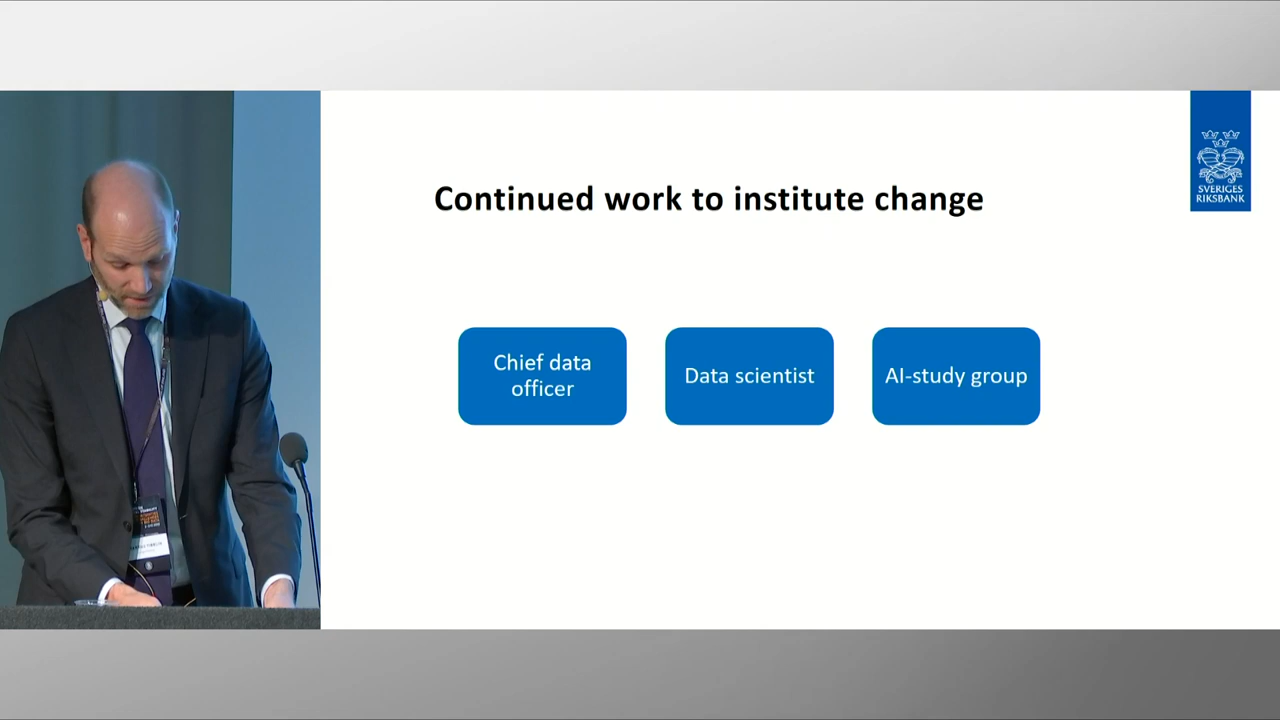 Continued work to institute change
SVERIGES
RIKSBANK
Chief data
officer
Data scientist
AI-study group